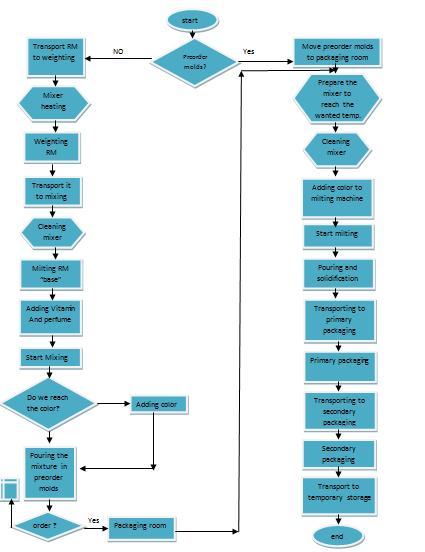 start
Preorder
molds?
NO
Yes
Transport RM
to weighting
Mixer
heating
Weighting
RM
Transport it
to mixing
Cleaning
mixer
Milting RM
"base"
Adding Vitamin
And perfume
Start Mixing
Do we reach
the color?
Adding color
Pouring the
mixture in
preorder
molds
order ?
Yes
Packaging room
Move preorder molds
to packaging room
Prepare the
mixer to
reach the
wanted temp.
Cleaning
mixer
Adding color to
milting machine
Start milting
Pouring and
solidification
Transporting to
primary
packaging
Primary packaging
Transporting to
secondary
packaging
Secondary
packaging
Transport to
temporary storage
end